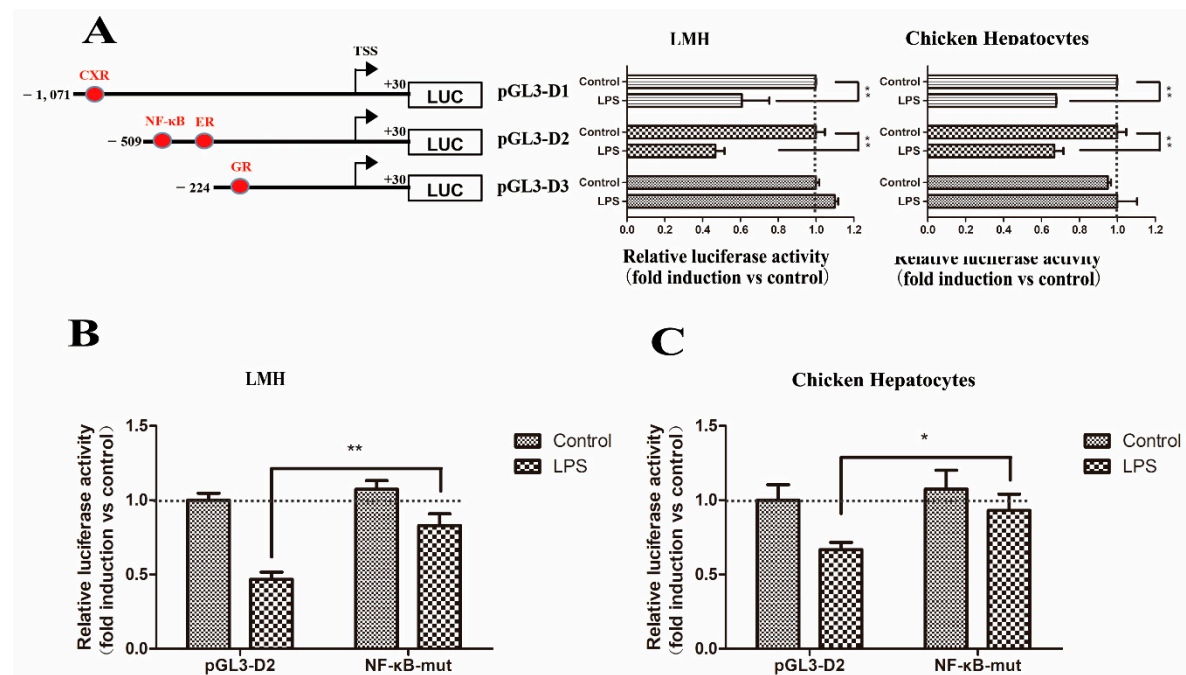 A
LMH
Chicken Hepatocytes
TSS
CXR
− 1, 071
+30
LUC
pGL3-D1
NF-κB
ER
− 509
+30
LUC
pGL3-D2
GR
− 224
+30
LUC
pGL3-D3
Control
LPS
Control
LPS
Control
LPS
**
**
0.0 0.2 0.4 0.6 0.8 1.0 1.2
Relative luciferase activity
(fold induction vs control)
Control
LPS
Control
LPS
Control
LPS
**
**
0.0 0.2 0.4 0.6 0.8 1.0 1.2
Relative luciferase activity
(fold induction vs control)
B
LMH
Relative luciferase activity
(fold induction vs control)
1.5
1.0
0.5
0.0
**
Control
LPS
pGL3-D2 NF-κB-mut
C
Chicken Hepatocytes
Relative luciferase activity
(fold induction vs control)
1.5
1.0
0.5
0.0
*
Control
LPS
pGL3-D2 NF-κB-mut